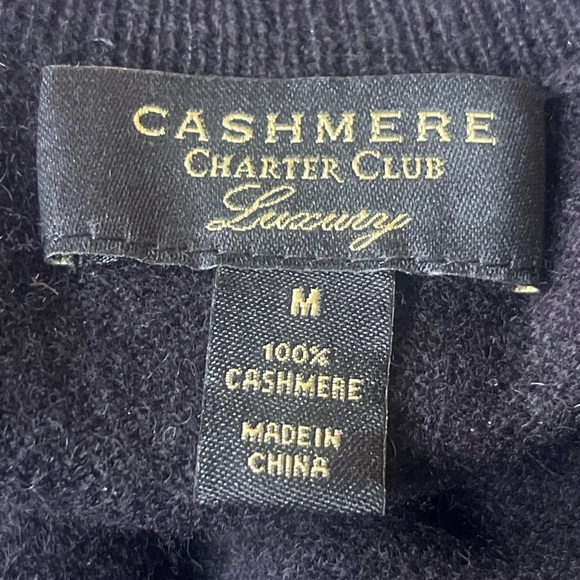 CASHMERE
CHARTER CLUB
Luxury
M
100%
CASHMERE
MADE IN
CHINA